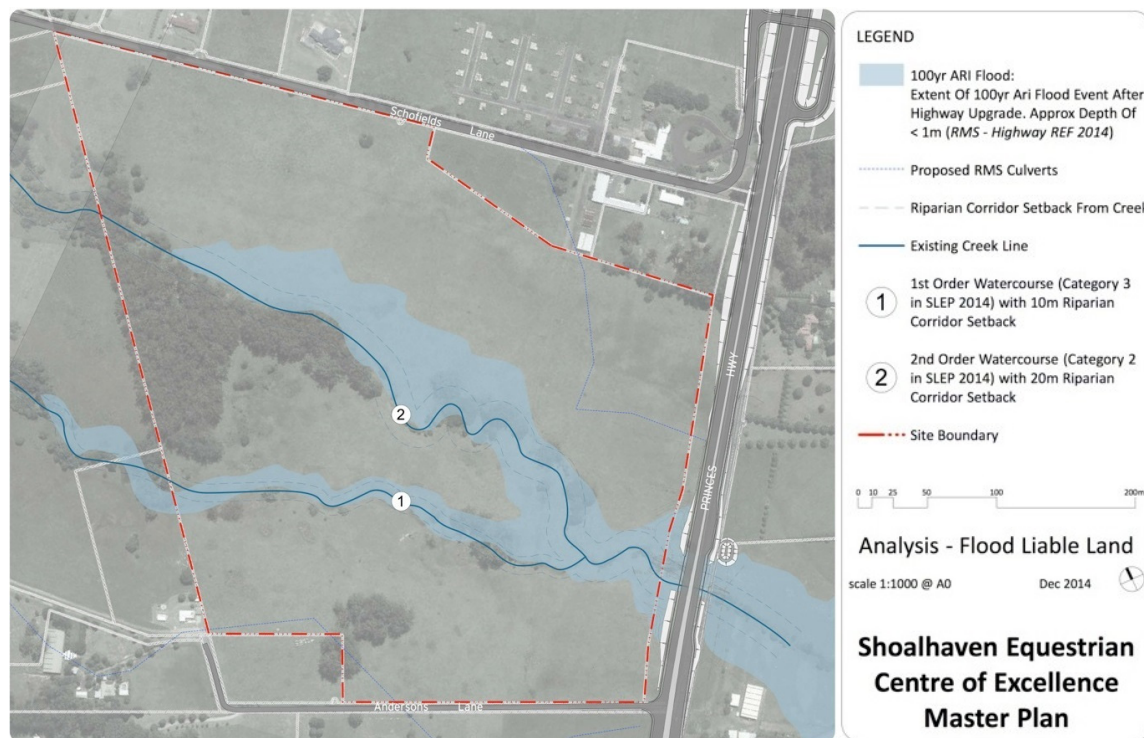 Schofields Lane
PRINCES HWY
2
1
Andersons Lane
LEGEND
100yr ARI Flood:
Extent Of 100yr Ari Flood Event After
Highway Upgrade. Approx Depth Of
< 1m (RMS - Highway REF 2014)
Proposed RMS Culverts
Riparian Corridor Setback From Creek
Existing Creek Line
1
1st Order Watercourse (Category 3
in SLEP 2014) with 10m Riparian
Corridor Setback
2
2nd Order Watercourse (Category 2
in SLEP 2014) with 20m Riparian
Corridor Setback
Site Boundary
0 10 25 50 100 200m
Analysis - Flood Liable Land
scale 1:1000 @ A0 Dec 2014
Shoalhaven Equestrian
Centre of Excellence
Master Plan